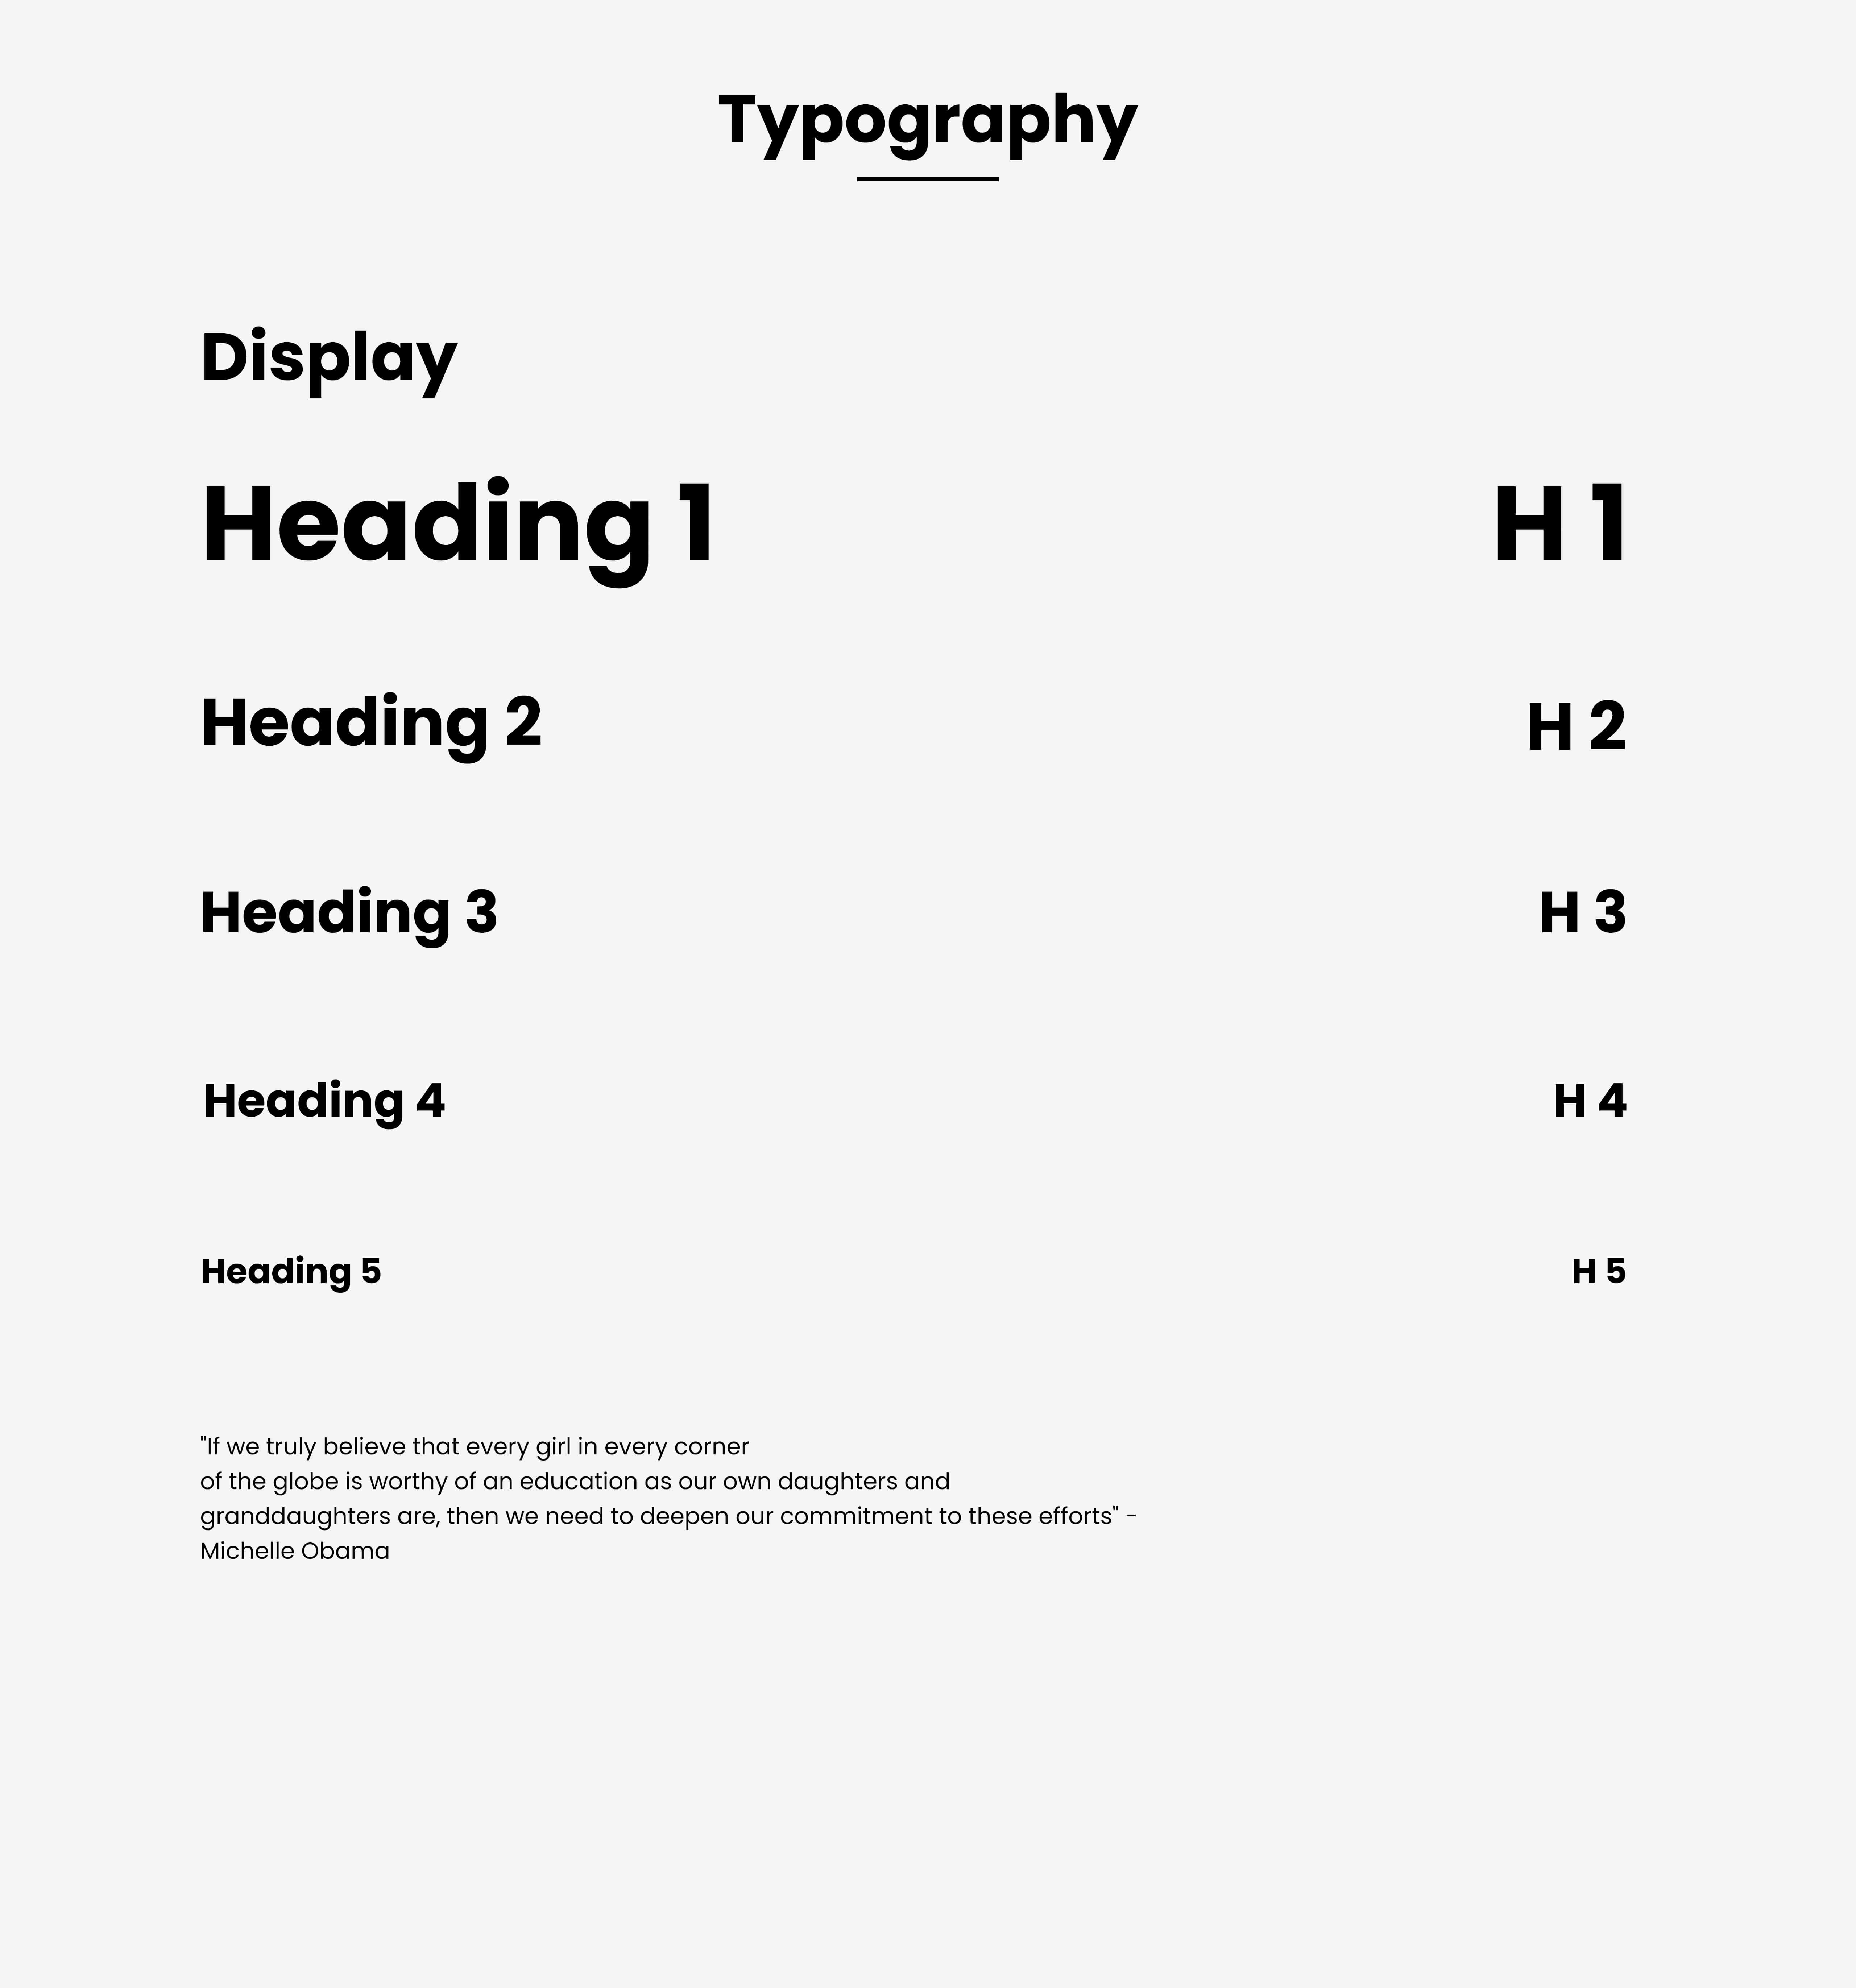 Typography
Display
Heading 1 H 1
Heading 2 H 2
Heading 3 H 3
Heading 4 H 4
Heading 5 H 5
"If we truly believe that every girl in every corner
of the globe is worthy of an education as our own daughters and
granddaughters are, then we need to deepen our commitment to these efforts" -
Michelle Obama